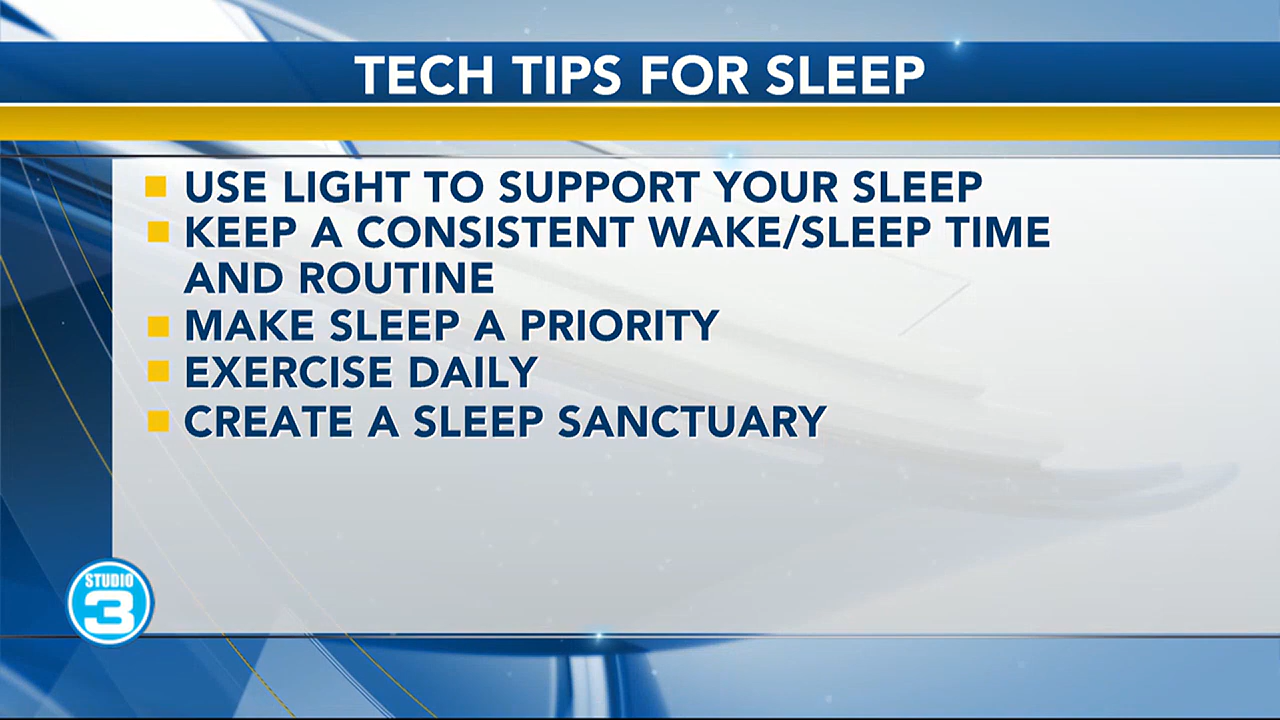 TECH TIPS FOR SLEEP
USE LIGHT TO SUPPORT YOUR SLEEP
KEEP A CONSISTENT WAKE/SLEEP TIME
AND ROUTINE
MAKE SLEEP A PRIORITY
EXERCISE DAILY
CREATE A SLEEP SANCTUARY
STUDIO
3